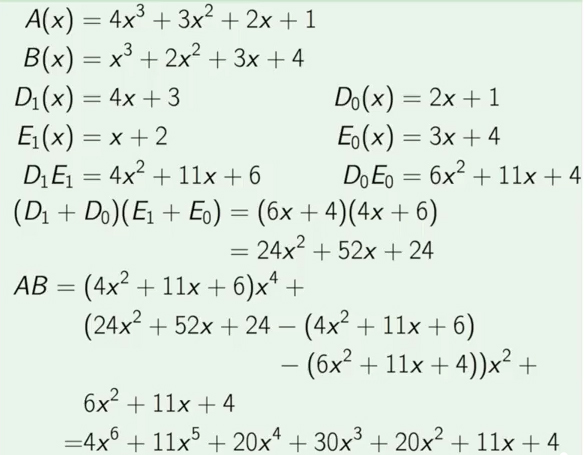 A(x) = 4x³ + 3x² + 2x + 1
B(x) = x³ + 2x² + 3x + 4
D₁(x) = 4x + 3 D₀(x) = 2x + 1
E₁(x) = x + 2 E₀(x) = 3x + 4
D₁E₁ = 4x² + 11x + 6 D₀E₀ = 6x² + 11x + 4
(D₁ + D₀)(E₁ + E₀) = (6x + 4)(4x + 6)
= 24x² + 52x + 24
AB = (4x² + 11x + 6)x⁴ +
(24x² + 52x + 24 − (4x² + 11x + 6)
− (6x² + 11x + 4))x² +
6x² + 11x + 4
=4x⁶ + 11x⁵ + 20x⁴ + 30x³ + 20x² + 11x + 4